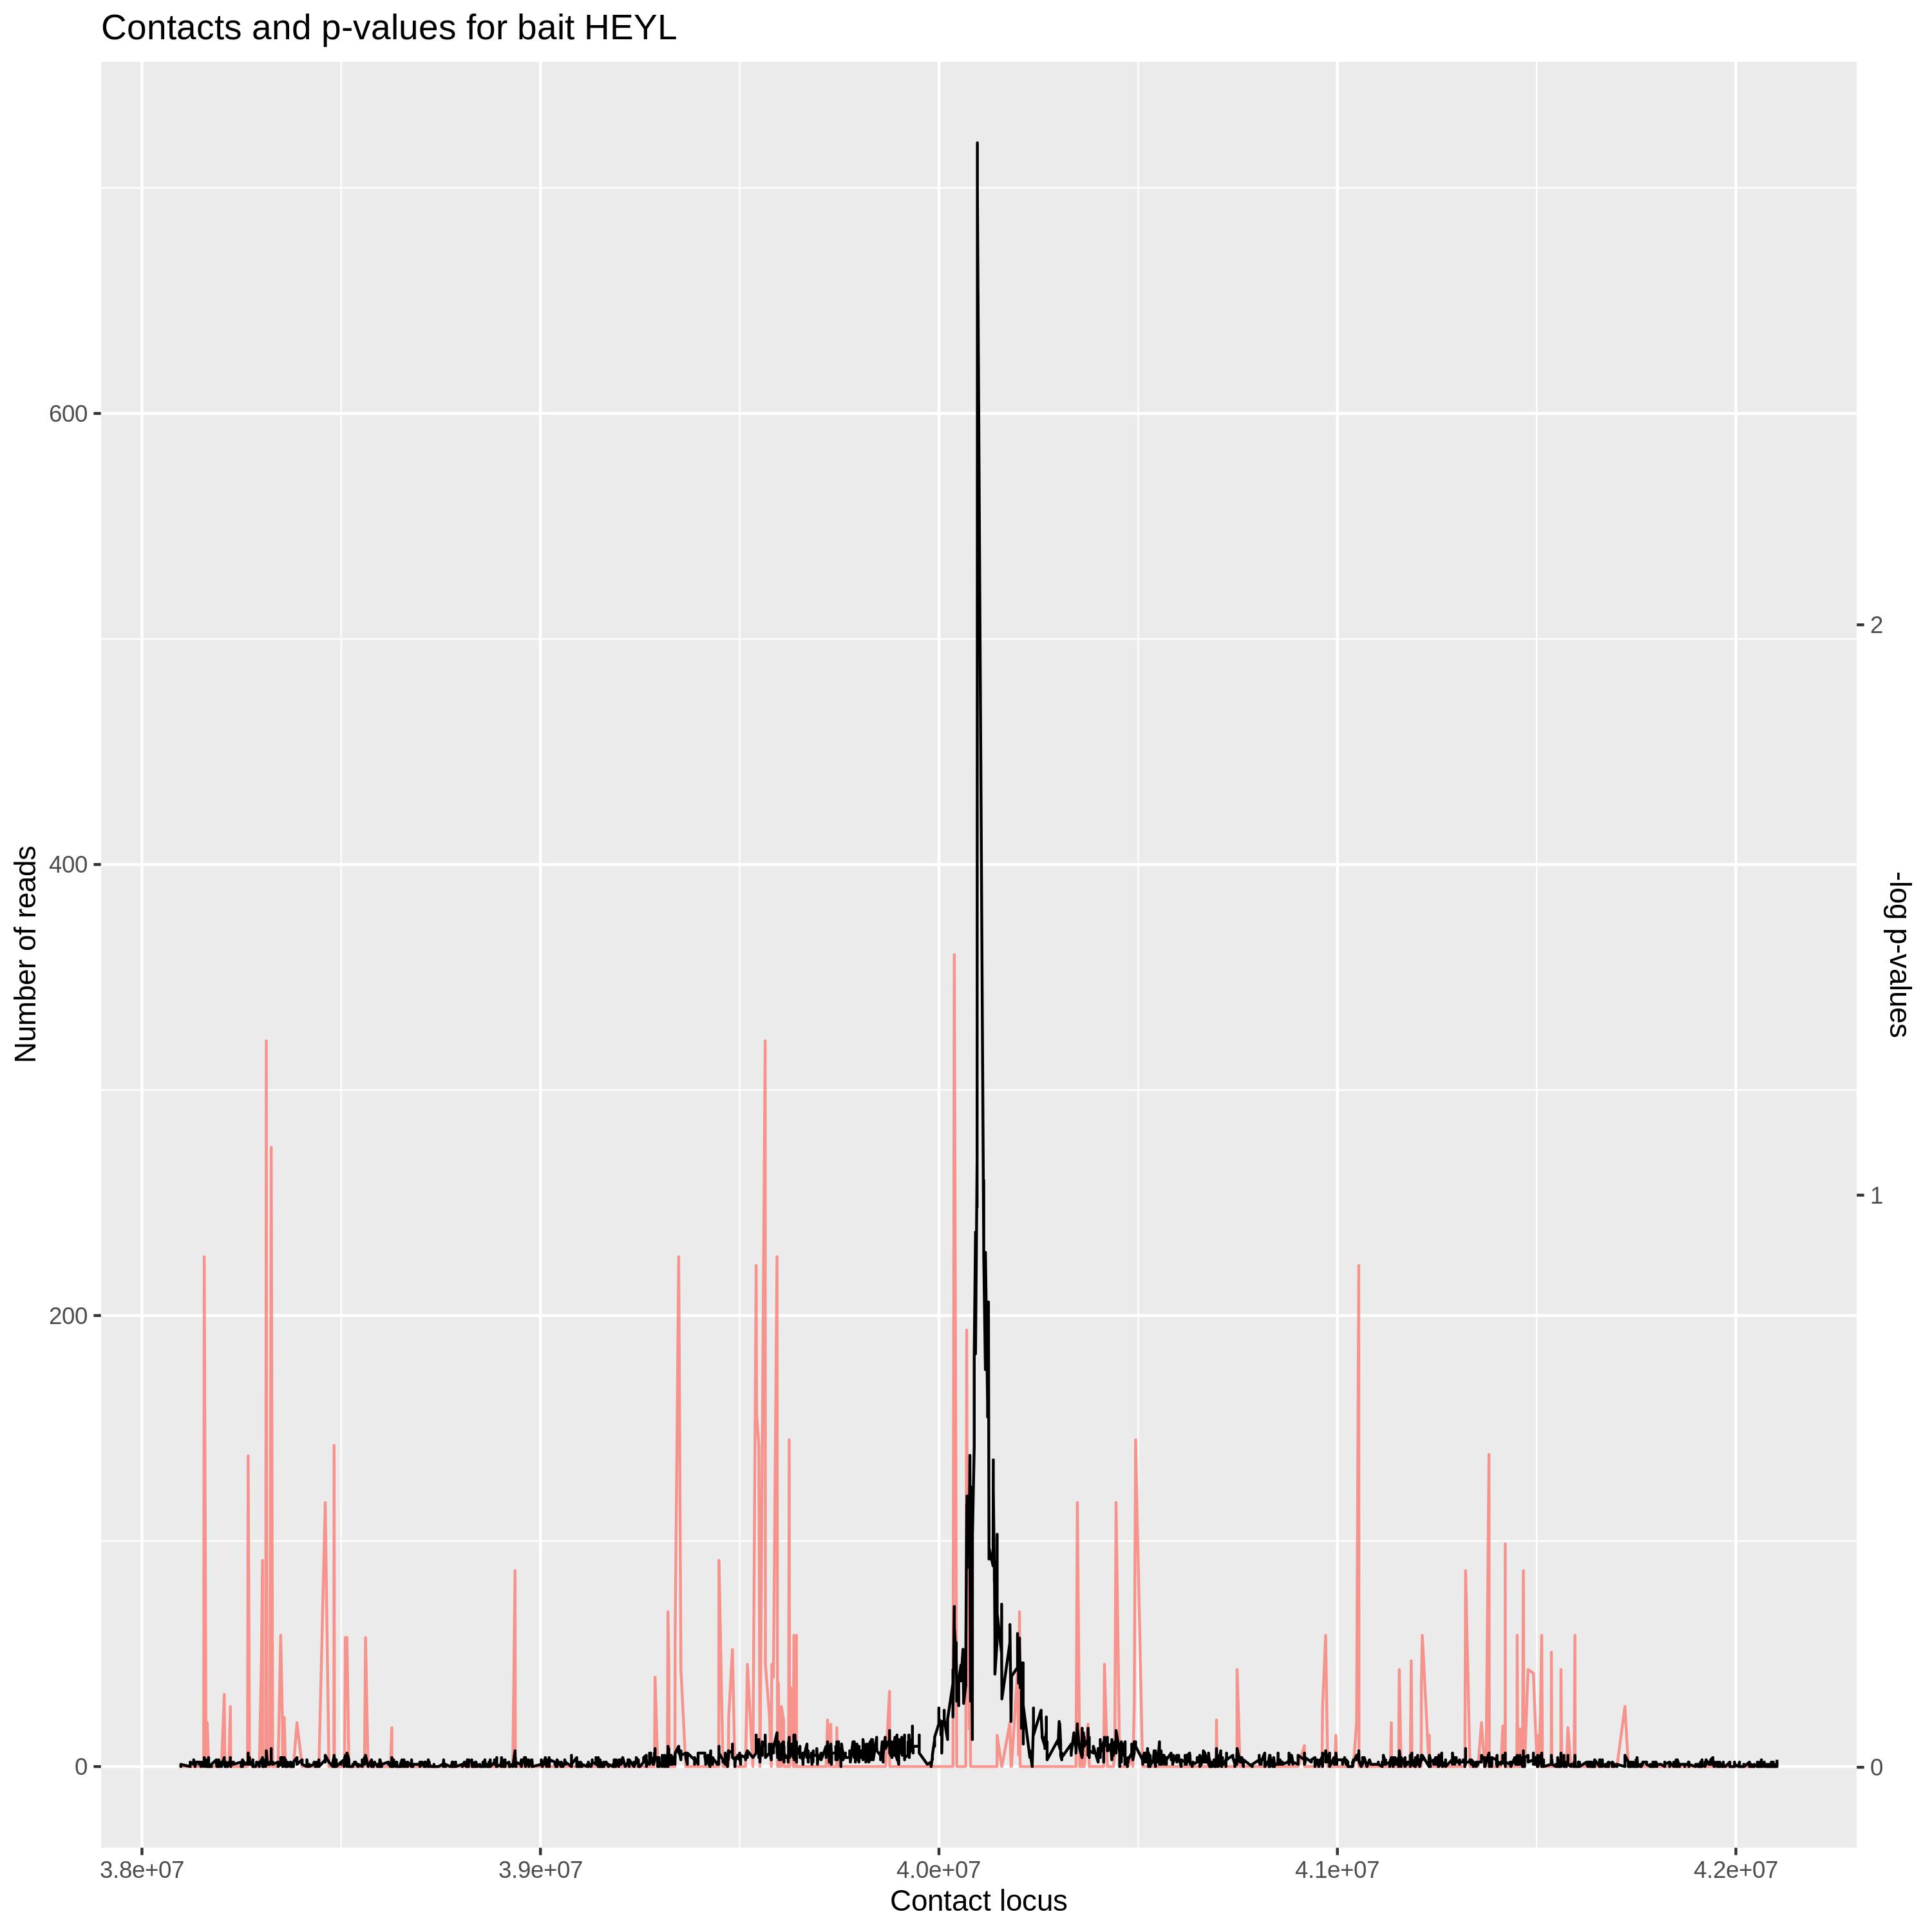 Contacts and p-values for bait HEYL
600
400
200
0
Number of reads
2
1
0
-log p-values
3.8e+07 3.9e+07 4.0e+07 4.1e+07 4.2e+07
Contact locus